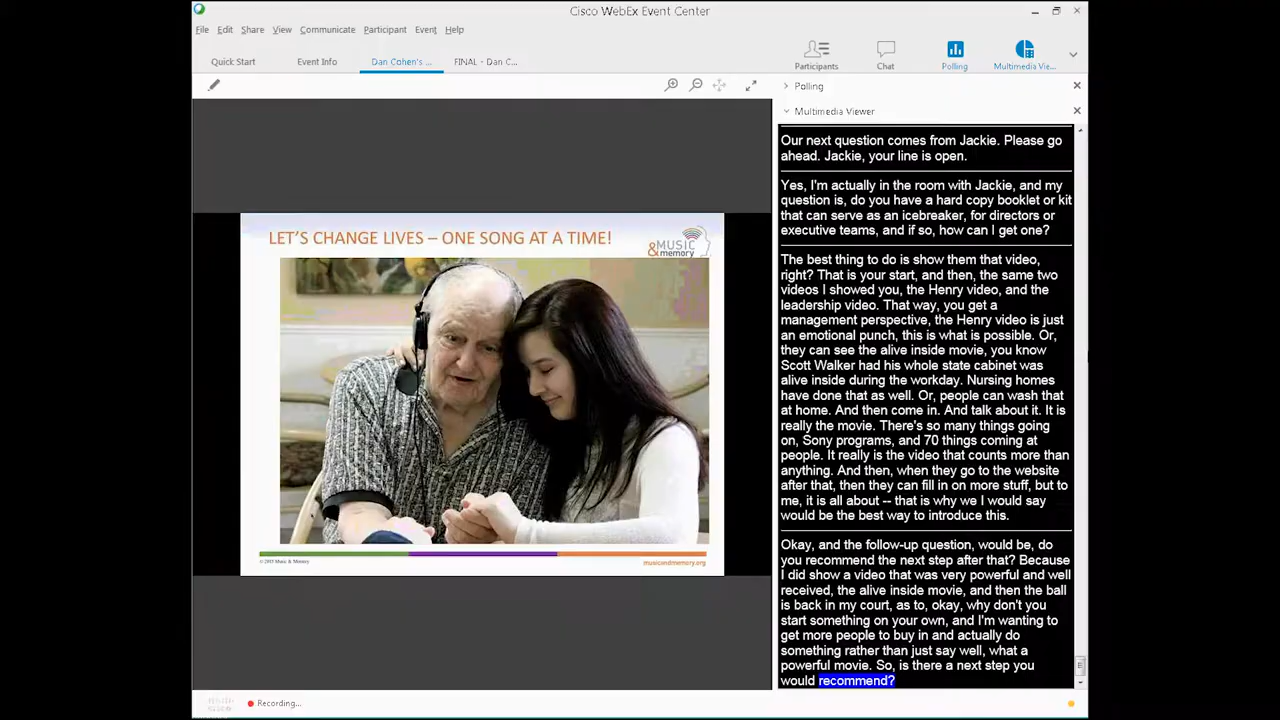 Cisco WebEx Event Center
File Edit Share View Communicate Participant Event Help
Quick Start Event Info Dan Cohen's ... FINAL - Dan C...
Participants Chat Polling Multimedia Vie...
Polling
Multimedia Viewer
Our next question comes from Jackie. Please go
ahead. Jackie, your line is open.
Yes, I'm actually in the room with Jackie, and my
question is, do you have a hard copy booklet or kit
that can serve as an icebreaker, for directors or
executive teams, and if so, how can I get one?
The best thing to do is show them that video,
right? That is your start, and then, the same two
videos I showed you, the Henry video, and the
leadership video. That way, you get a
management perspective, the Henry video is just
an emotional punch, this is what is possible. Or,
they can see the alive inside movie, you know
Scott Walker had his whole state cabinet was
alive inside during the workday. Nursing homes
have done that as well. Or, people can wash that
at home. And then come in. And talk about it. It is
really the movie. There's so many things going
on, Sony programs, and 70 things coming at
people. It really is the video that counts more than
anything. And then, when they go to the website
after that, then they can fill in on more stuff, but to
me, it is all about -- that is why we I would say
would be the best way to introduce this.
Okay, and the follow-up question, would be, do
you recommend the next step after that? Because
I did show a video that was very powerful and well
received, the alive inside movie, and then the ball
is back in my court, as to, okay, why don't you
start something on your own, and I'm wanting to
get more people to buy in and actually do
something rather than just say well, what a
powerful movie. So, is there a next step you
would recommend?
LET'S CHANGE LIVES – ONE SONG AT A TIME!
MUSIC
&memory
© 2015 Music & Memory
musicandmemory.org
Recording...